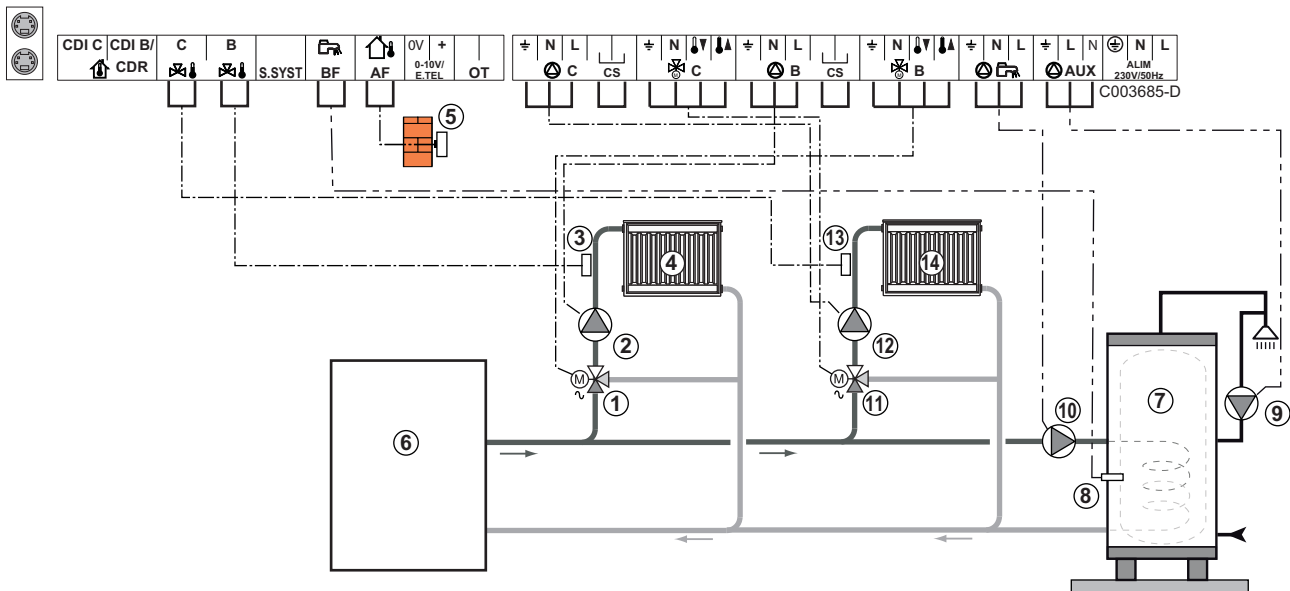 CDI C CDI B/ C B 0V +
CDR S.SYST BF AF 0-10V/ E.TEL OT
N L N N L N N L L N N L
C CS M C B CS M B AUX ALIM 230V/50Hz
C003685-D
5
3 13
4 14
2 12
M 1 M 11
10 7 9
6
8